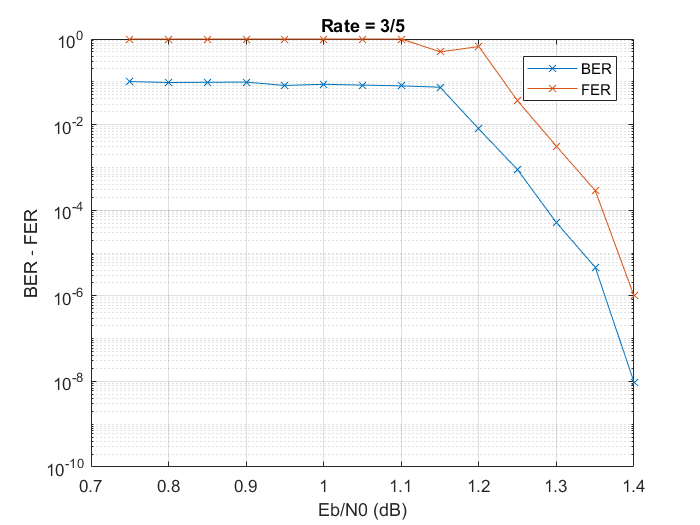 Rate = 3/5
BER
FER
BER - FER
10^0
10^-2
10^-4
10^-6
10^-8
10^-10
0.7 0.8 0.9 1 1.1 1.2 1.3 1.4
Eb/N0 (dB)